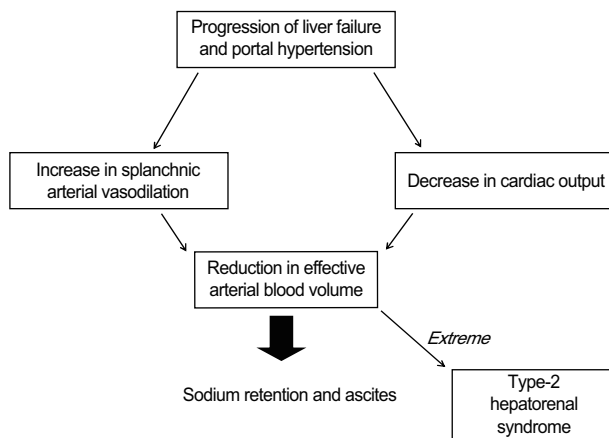 Progression of liver failure
and portal hypertension
Increase in splanchnic
arterial vasodilation
Decrease in cardiac output
Reduction in effective
arterial blood volume
Extreme
Sodium retention and ascites
Type-2
hepatorenal
syndrome